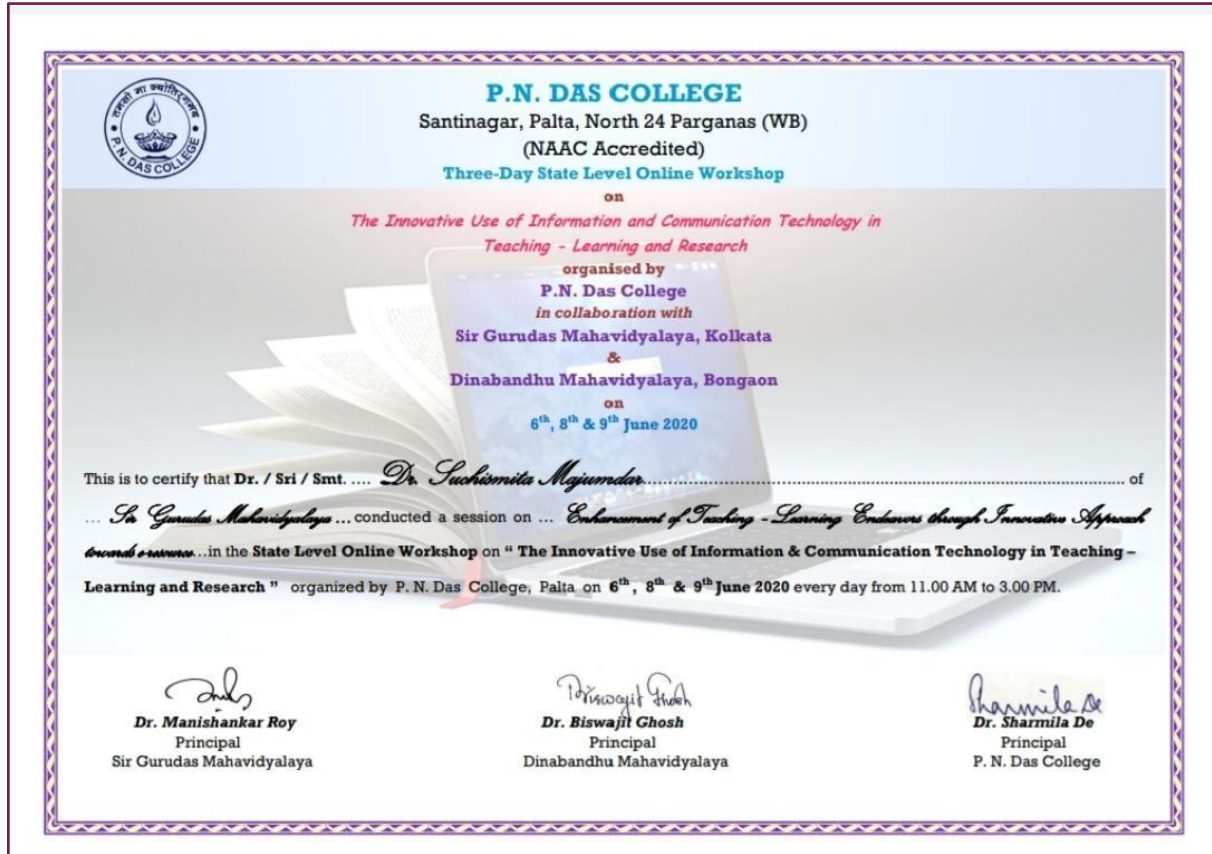 तमसो मा ज्योतिर्गमय
P. N. DAS COLLEGE
P.N. DAS COLLEGE
Santinagar, Palta, North 24 Parganas (WB)
(NAAC Accredited)
Three-Day State Level Online Workshop
on
The Innovative Use of Information and Communication Technology in
Teaching - Learning and Research
organised by
P.N. Das College
in collaboration with
Sir Gurudas Mahavidyalaya, Kolkata
&
Dinabandhu Mahavidyalaya, Bongaon
on
6th, 8th & 9th June 2020
This is to certify that Dr. / Sri / Smt. .... Dr. Suchismita Majumdar.................... of
... Sir Gurudas Mahavidyalaya ... conducted a session on ... Enhancement of Teaching - Learning Endeavors through Innovative Approach
towards e-resource...in the State Level Online Workshop on “ The Innovative Use of Information & Communication Technology in Teaching –
Learning and Research ” organized by P. N. Das College, Palta on 6th, 8th & 9th June 2020 every day from 11.00 AM to 3.00 PM.
Biswajit Ghosh
Sharmila De
Dr. Manishankar Roy
Dr. Biswajit Ghosh
Dr. Sharmila De
Principal
Principal
Principal
Sir Gurudas Mahavidyalaya
Dinabandhu Mahavidyalaya
P. N. Das College